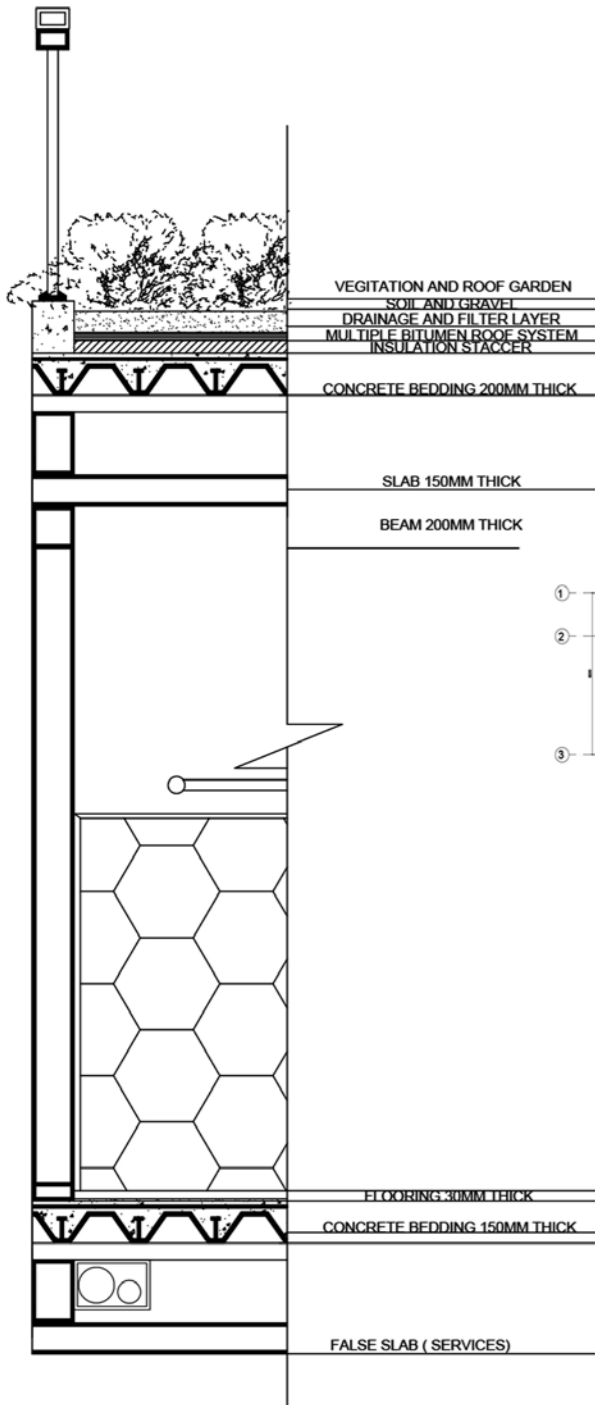 VEGITATION AND ROOF GARDEN
SOIL AND GRAVEL
DRAINAGE AND FILTER LAYER
MULTIPLE BITUMEN ROOF SYSTEM
INSULATION STACCER
CONCRETE BEDDING 200MM THICK
SLAB 150MM THICK
BEAM 200MM THICK
1
2
3
FLOORING 30MM THICK
CONCRETE BEDDING 150MM THICK
FALSE SLAB ( SERVICES)